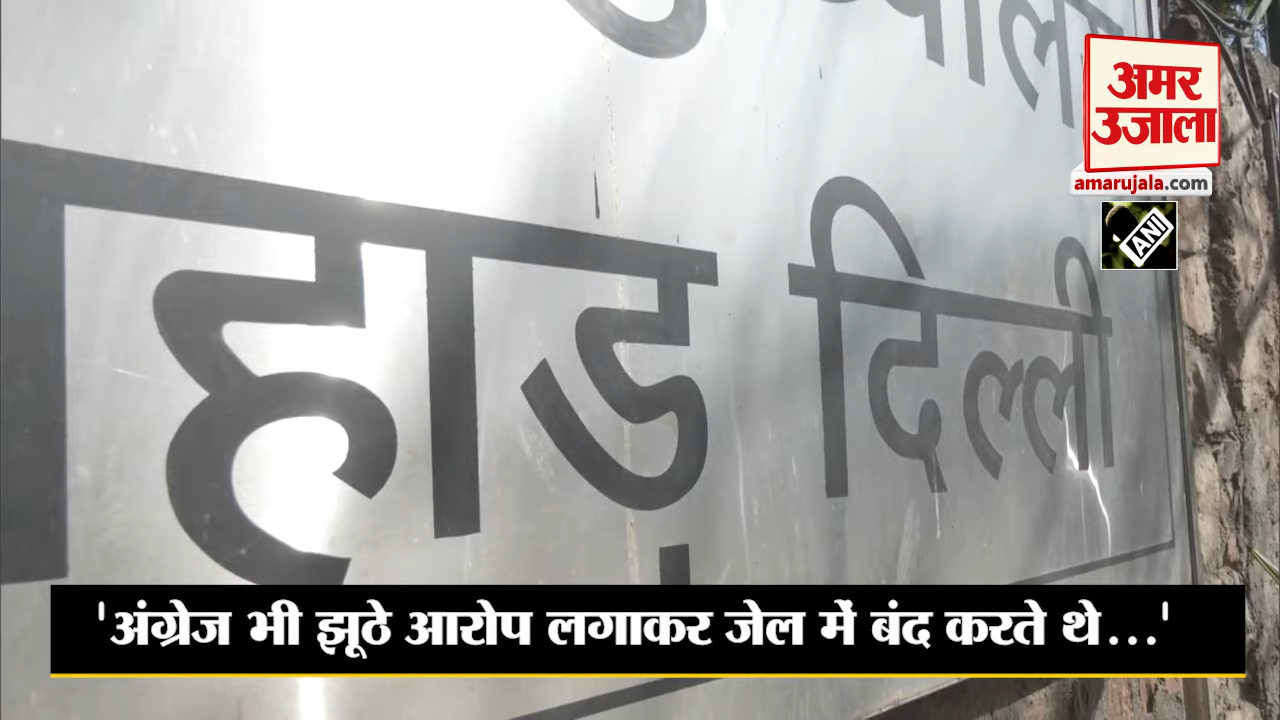 अमर
उजाला
amarujala.com
ANI
हाड़ दिल्ली
'अंग्रेज भी झूठे आरोप लगाकर जेल में बंद करते थे...'